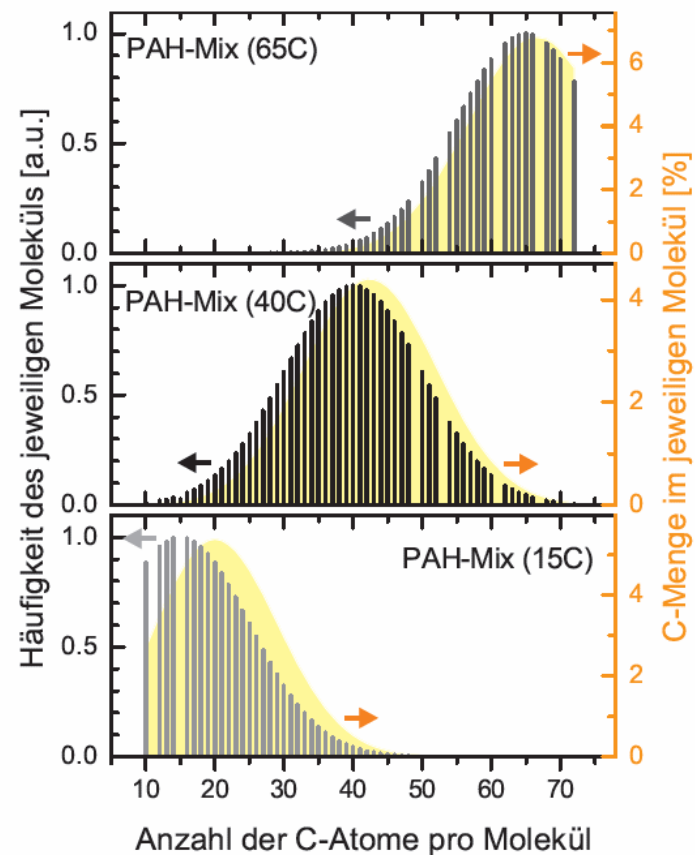 Häufigkeit des jeweiligen Moleküls [a.u.]
C-Menge im jeweiligen Molekül [%]
PAH-Mix (65C)
1.0
0.5
0.0
6
4
2
0
PAH-Mix (40C)
1.0
0.5
0.0
4
2
0
PAH-Mix (15C)
1.0
0.5
0.0
4
2
0
10 20 30 40 50 60 70
Anzahl der C-Atome pro Molekül